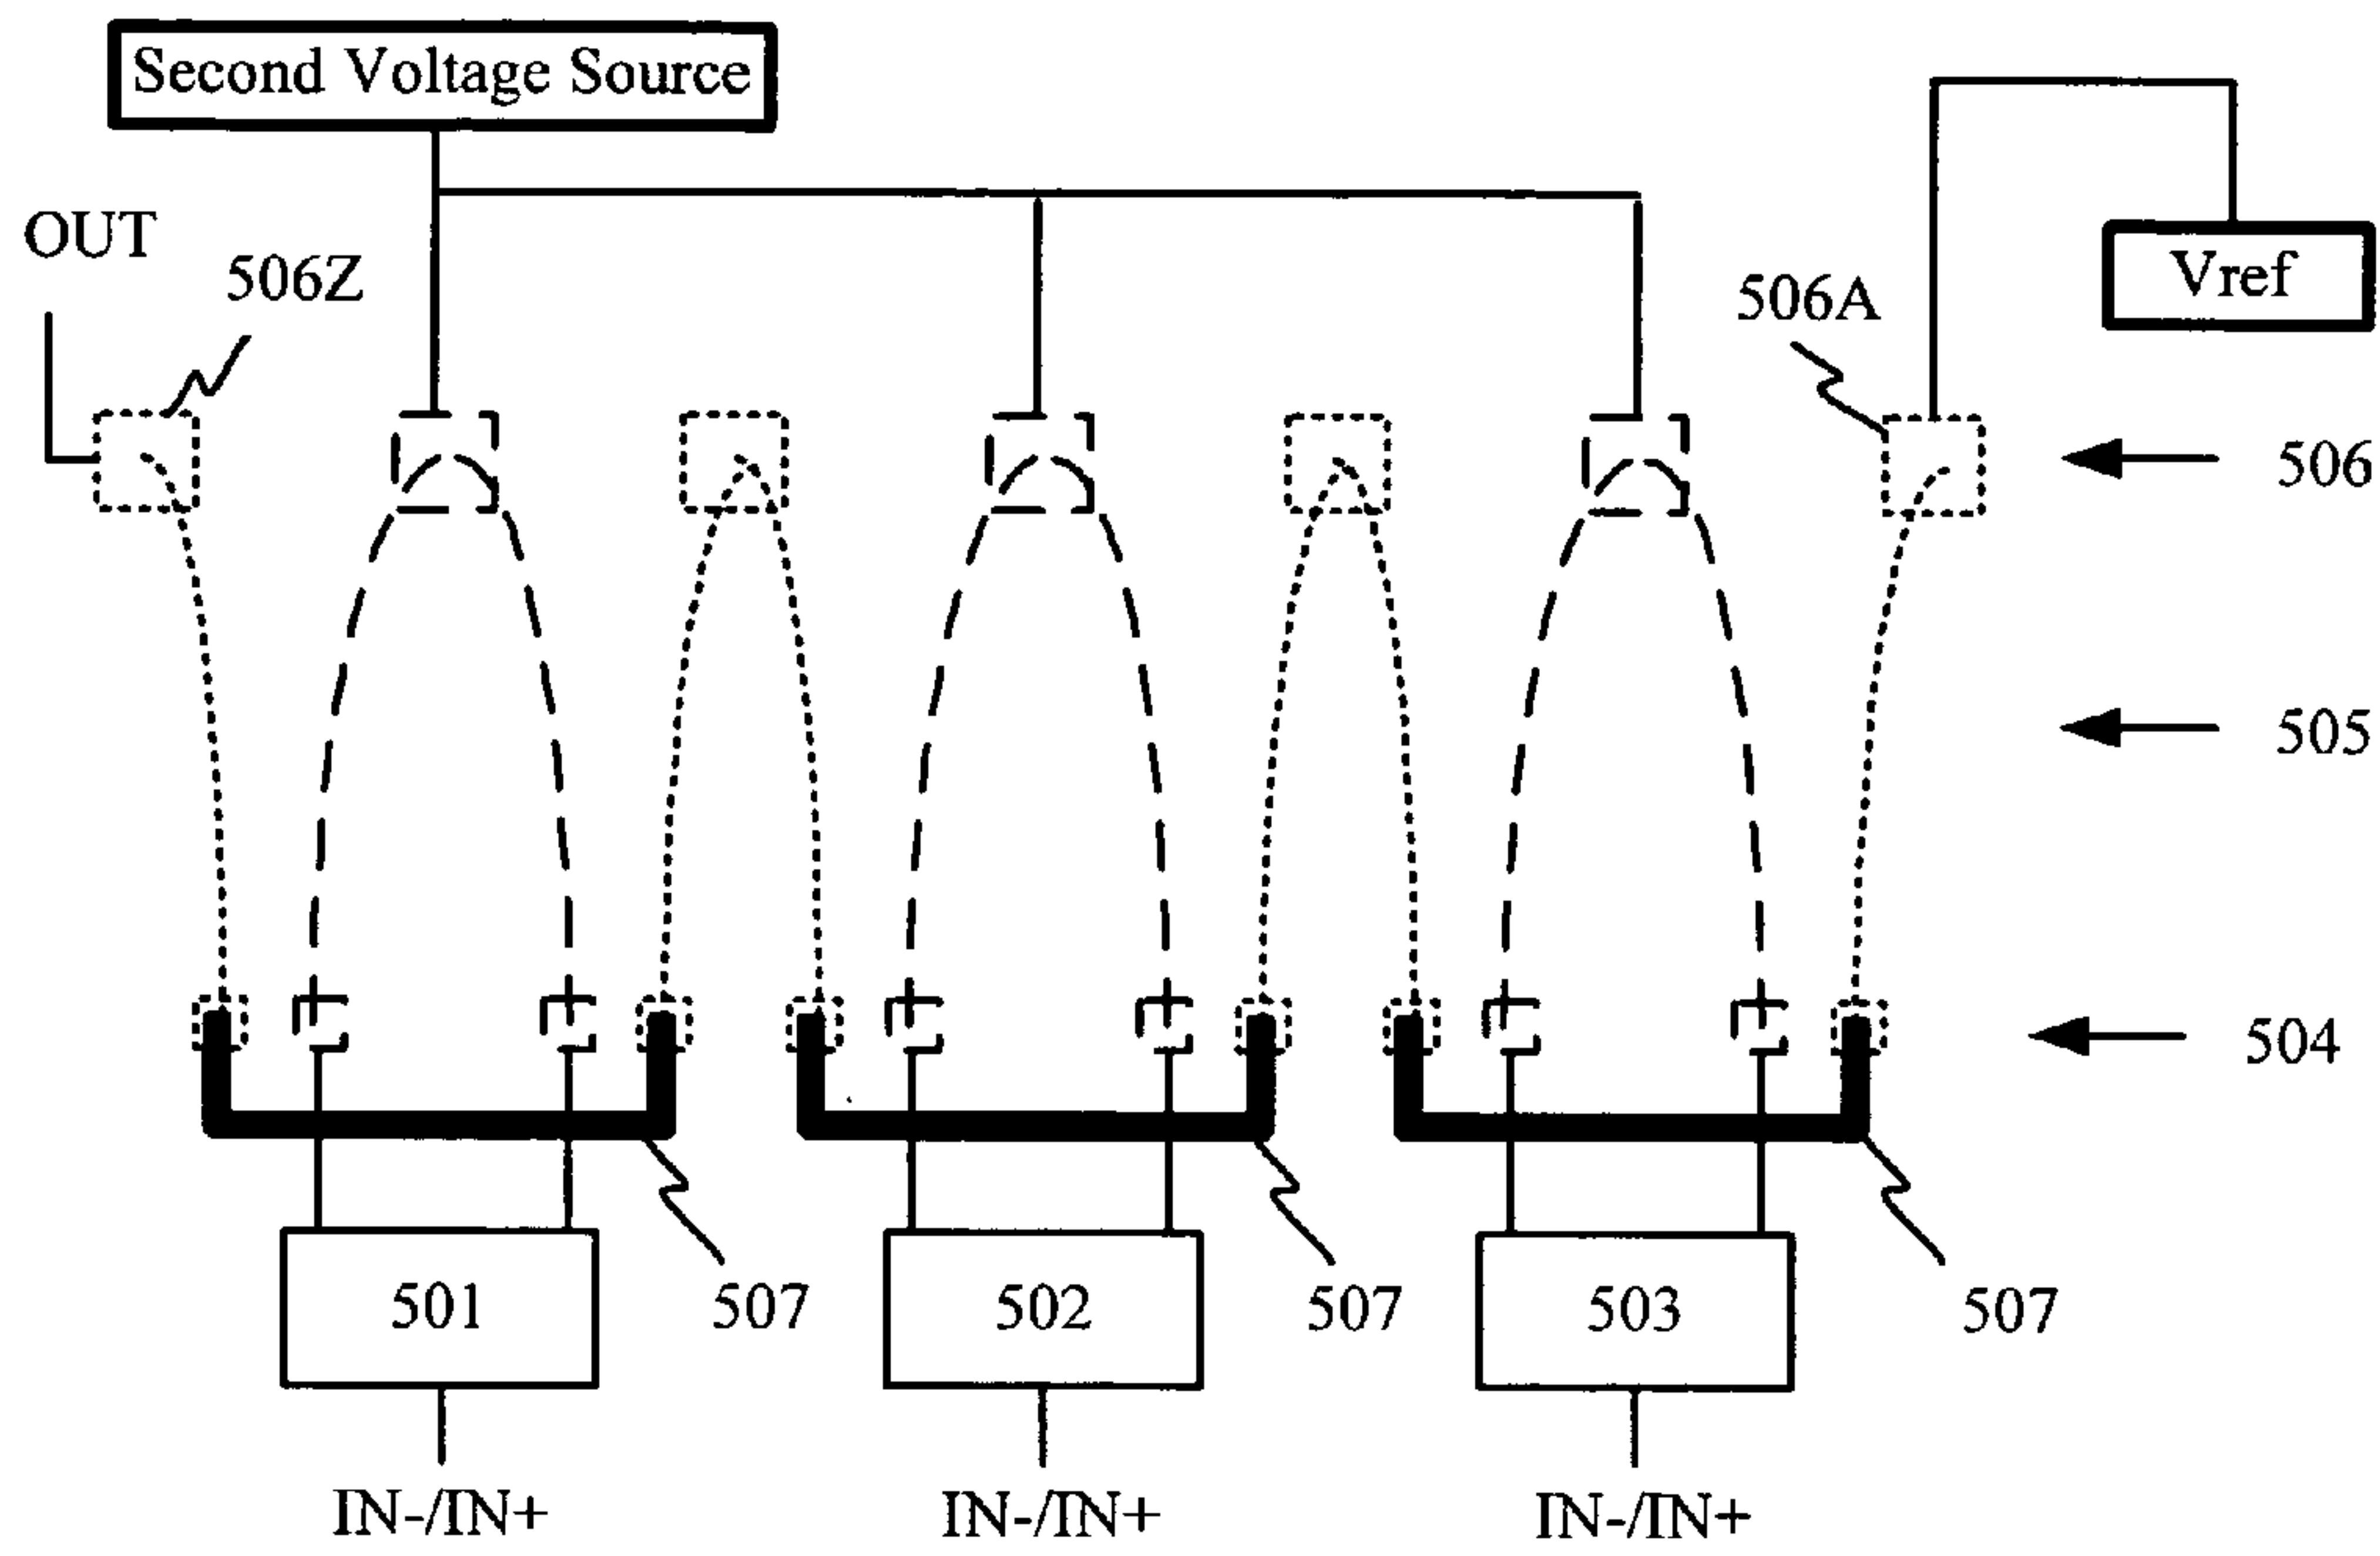 Second Voltage Source
OUT
506Z
506A
Vref
506
505
504
501
507
502
507
503
507
IN-/IN+
IN-/IN+
IN-/IN+